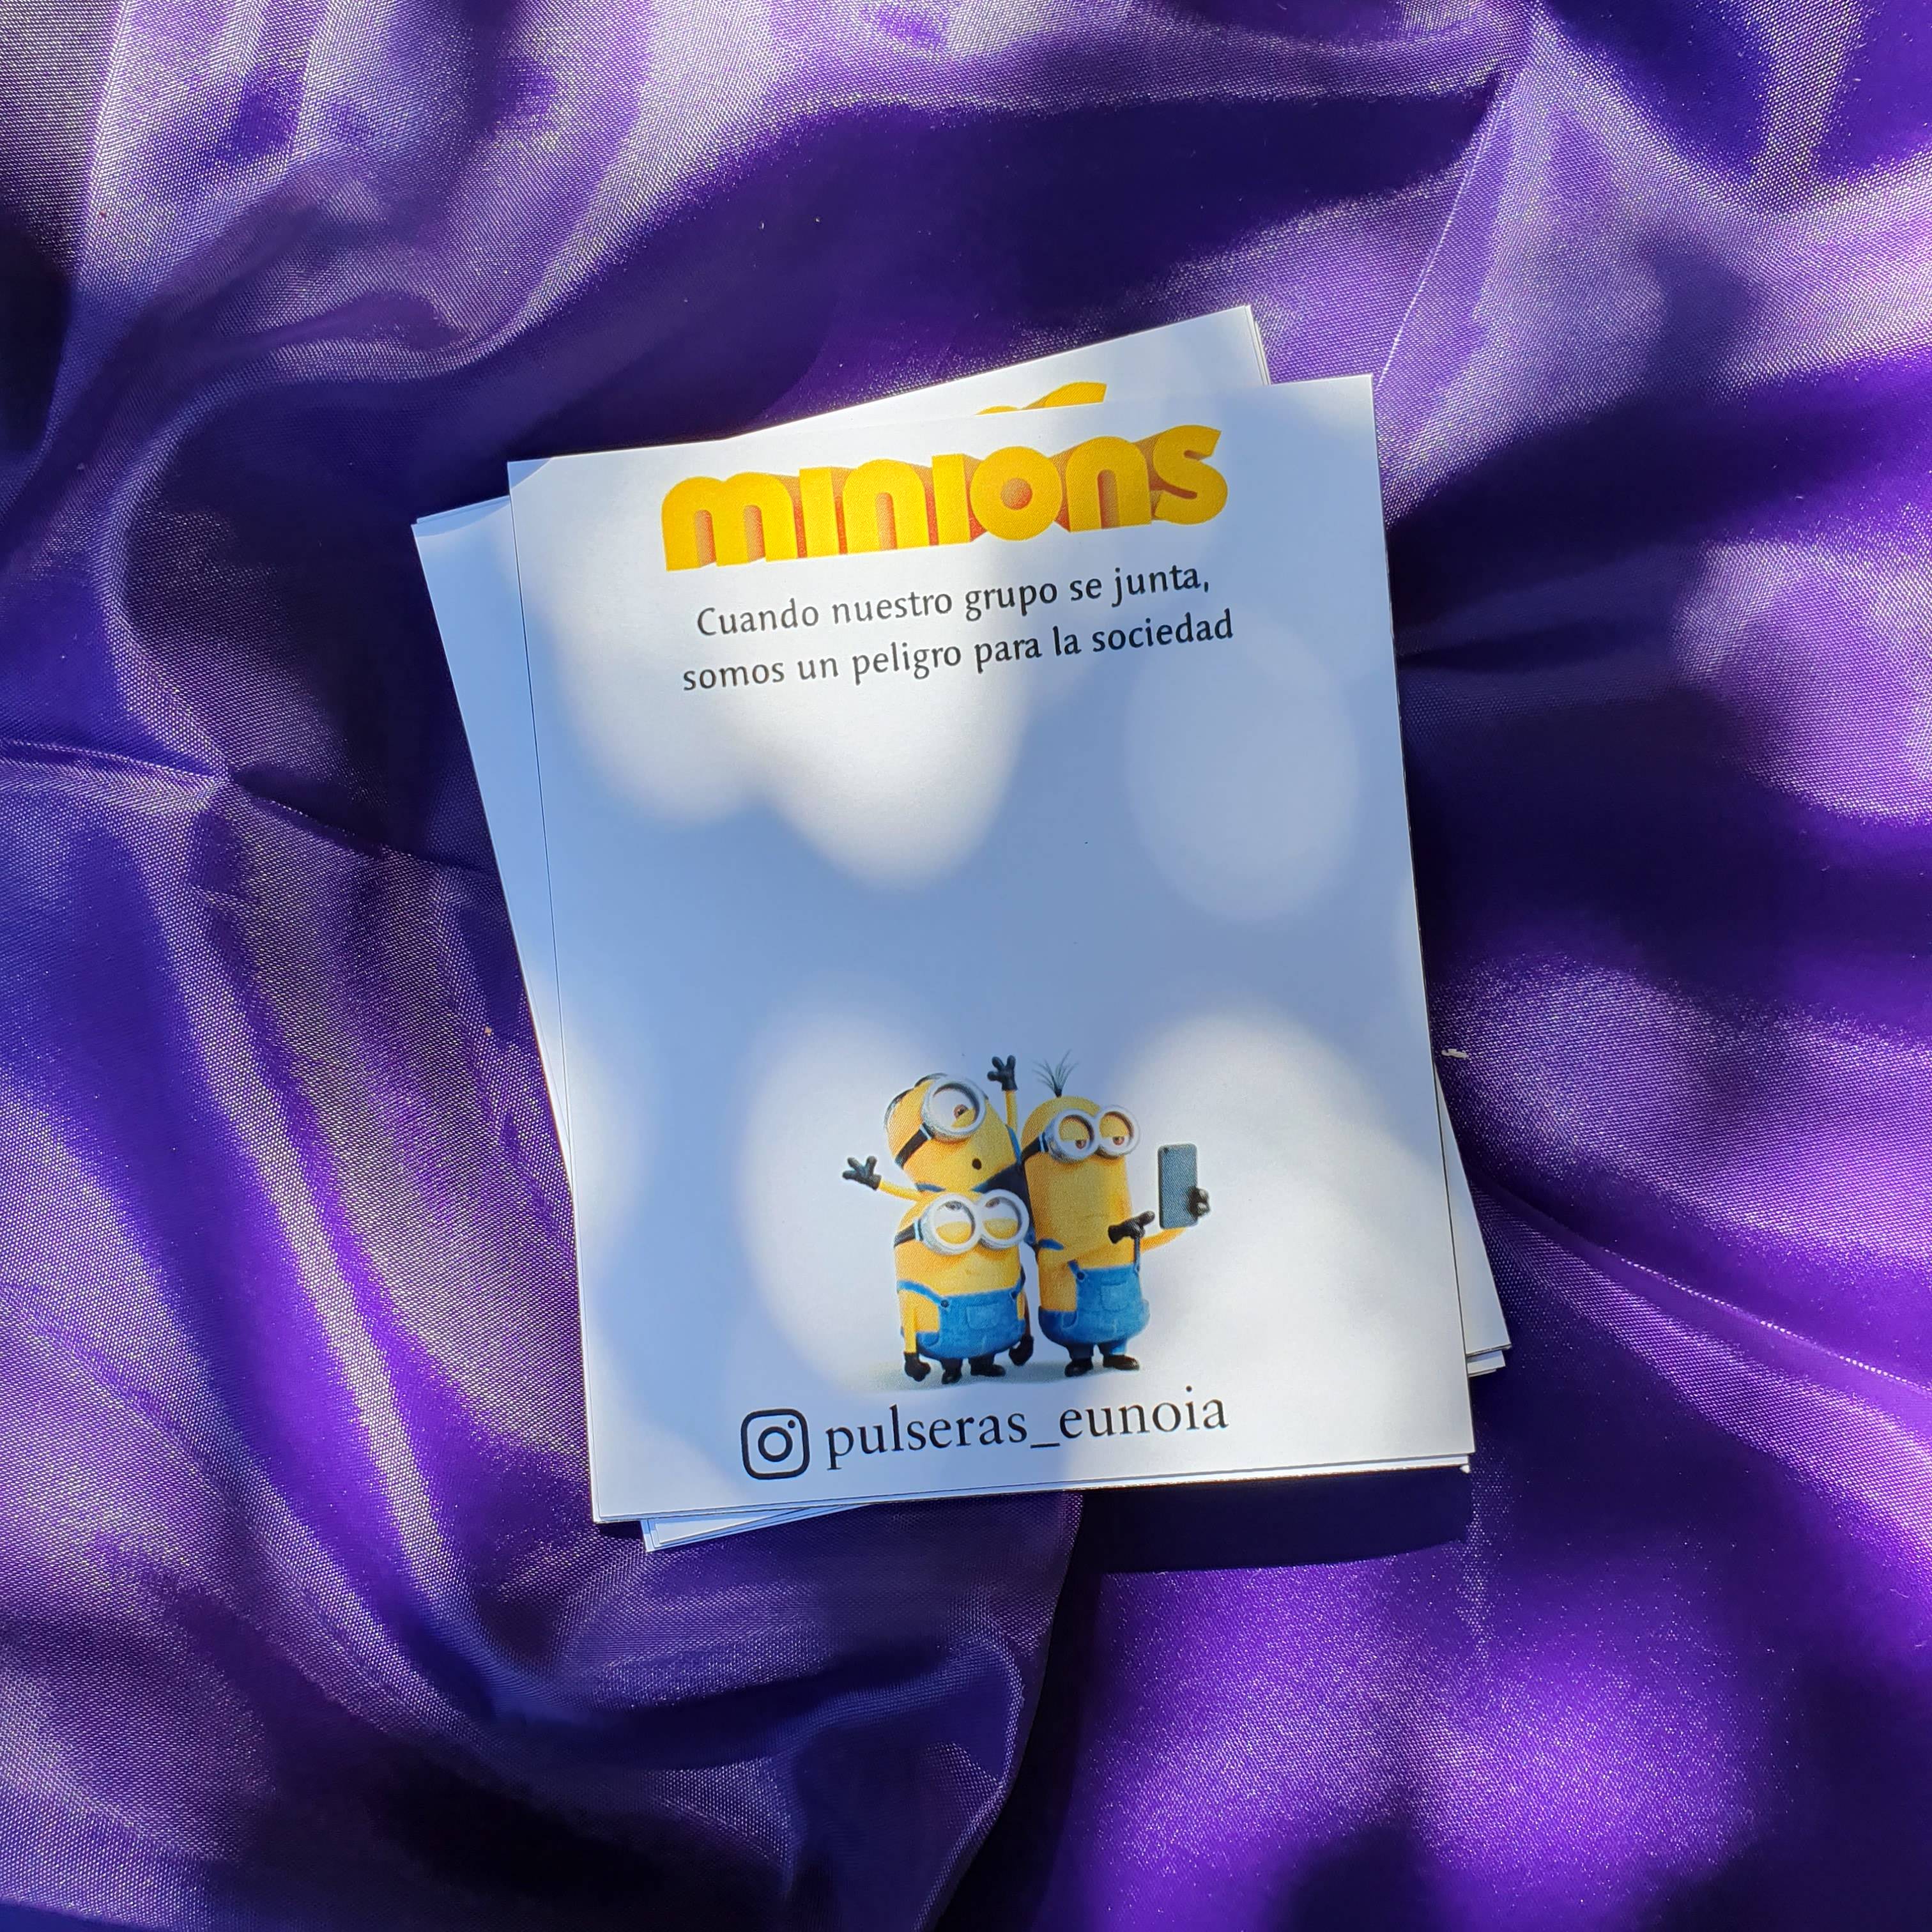 MINIONS
Cuando nuestro grupo se junta,
somos un peligro para la sociedad
pulseras_eunoia